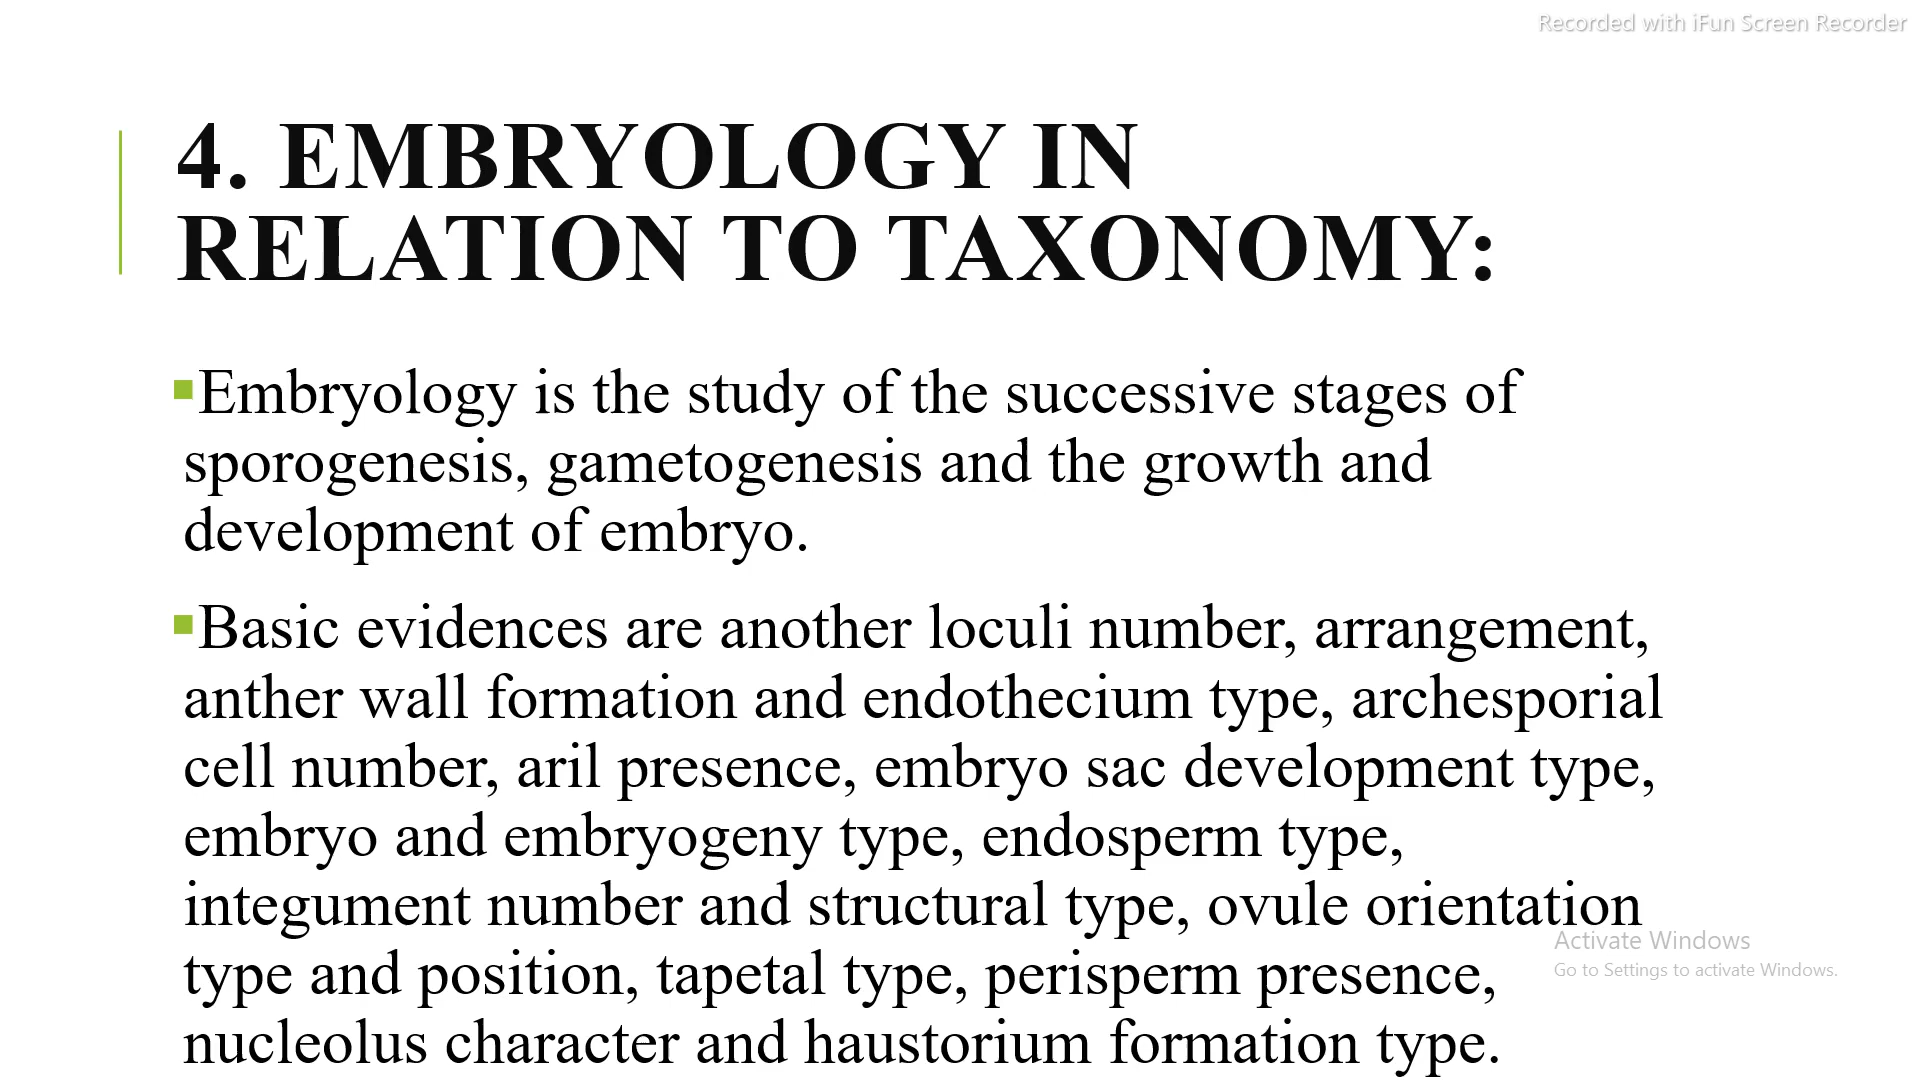 Recorded with iFun Screen Recorder
4. EMBRYOLOGY IN
RELATION TO TAXONOMY:
▪Embryology is the study of the successive stages of
sporogenesis, gametogenesis and the growth and
development of embryo.
▪Basic evidences are another loculi number, arrangement,
anther wall formation and endothecium type, archesporial
cell number, aril presence, embryo sac development type,
embryo and embryogeny type, endosperm type,
integument number and structural type, ovule orientation
type and position, tapetal type, perisperm presence,
nucleolus character and haustorium formation type.
Activate Windows
Go to Settings to activate Windows.